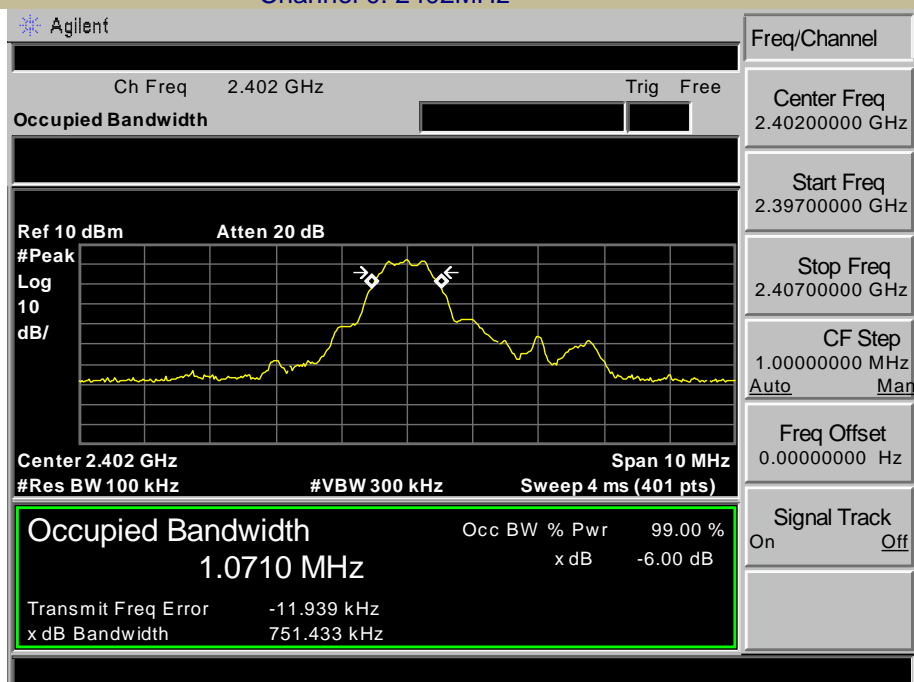 Agilent
Freq/Channel
Ch Freq 2.402 GHz Trig Free
Occupied Bandwidth
Center Freq
2.40200000 GHz
Start Freq
2.39700000 GHz
Ref 10 dBm Atten 20 dB
#Peak
Log
10
dB/
Stop Freq
2.40700000 GHz
CF Step
1.00000000 MHz
Auto Man
Freq Offset
0.00000000 Hz
Center 2.402 GHz Span 10 MHz
#Res BW 100 kHz #VBW 300 kHz Sweep 4 ms (401 pts)
Signal Track
On Off
Occupied Bandwidth Occ BW % Pwr 99.00 %
1.0710 MHz x dB -6.00 dB
Transmit Freq Error -11.939 kHz
x dB Bandwidth 751.433 kHz